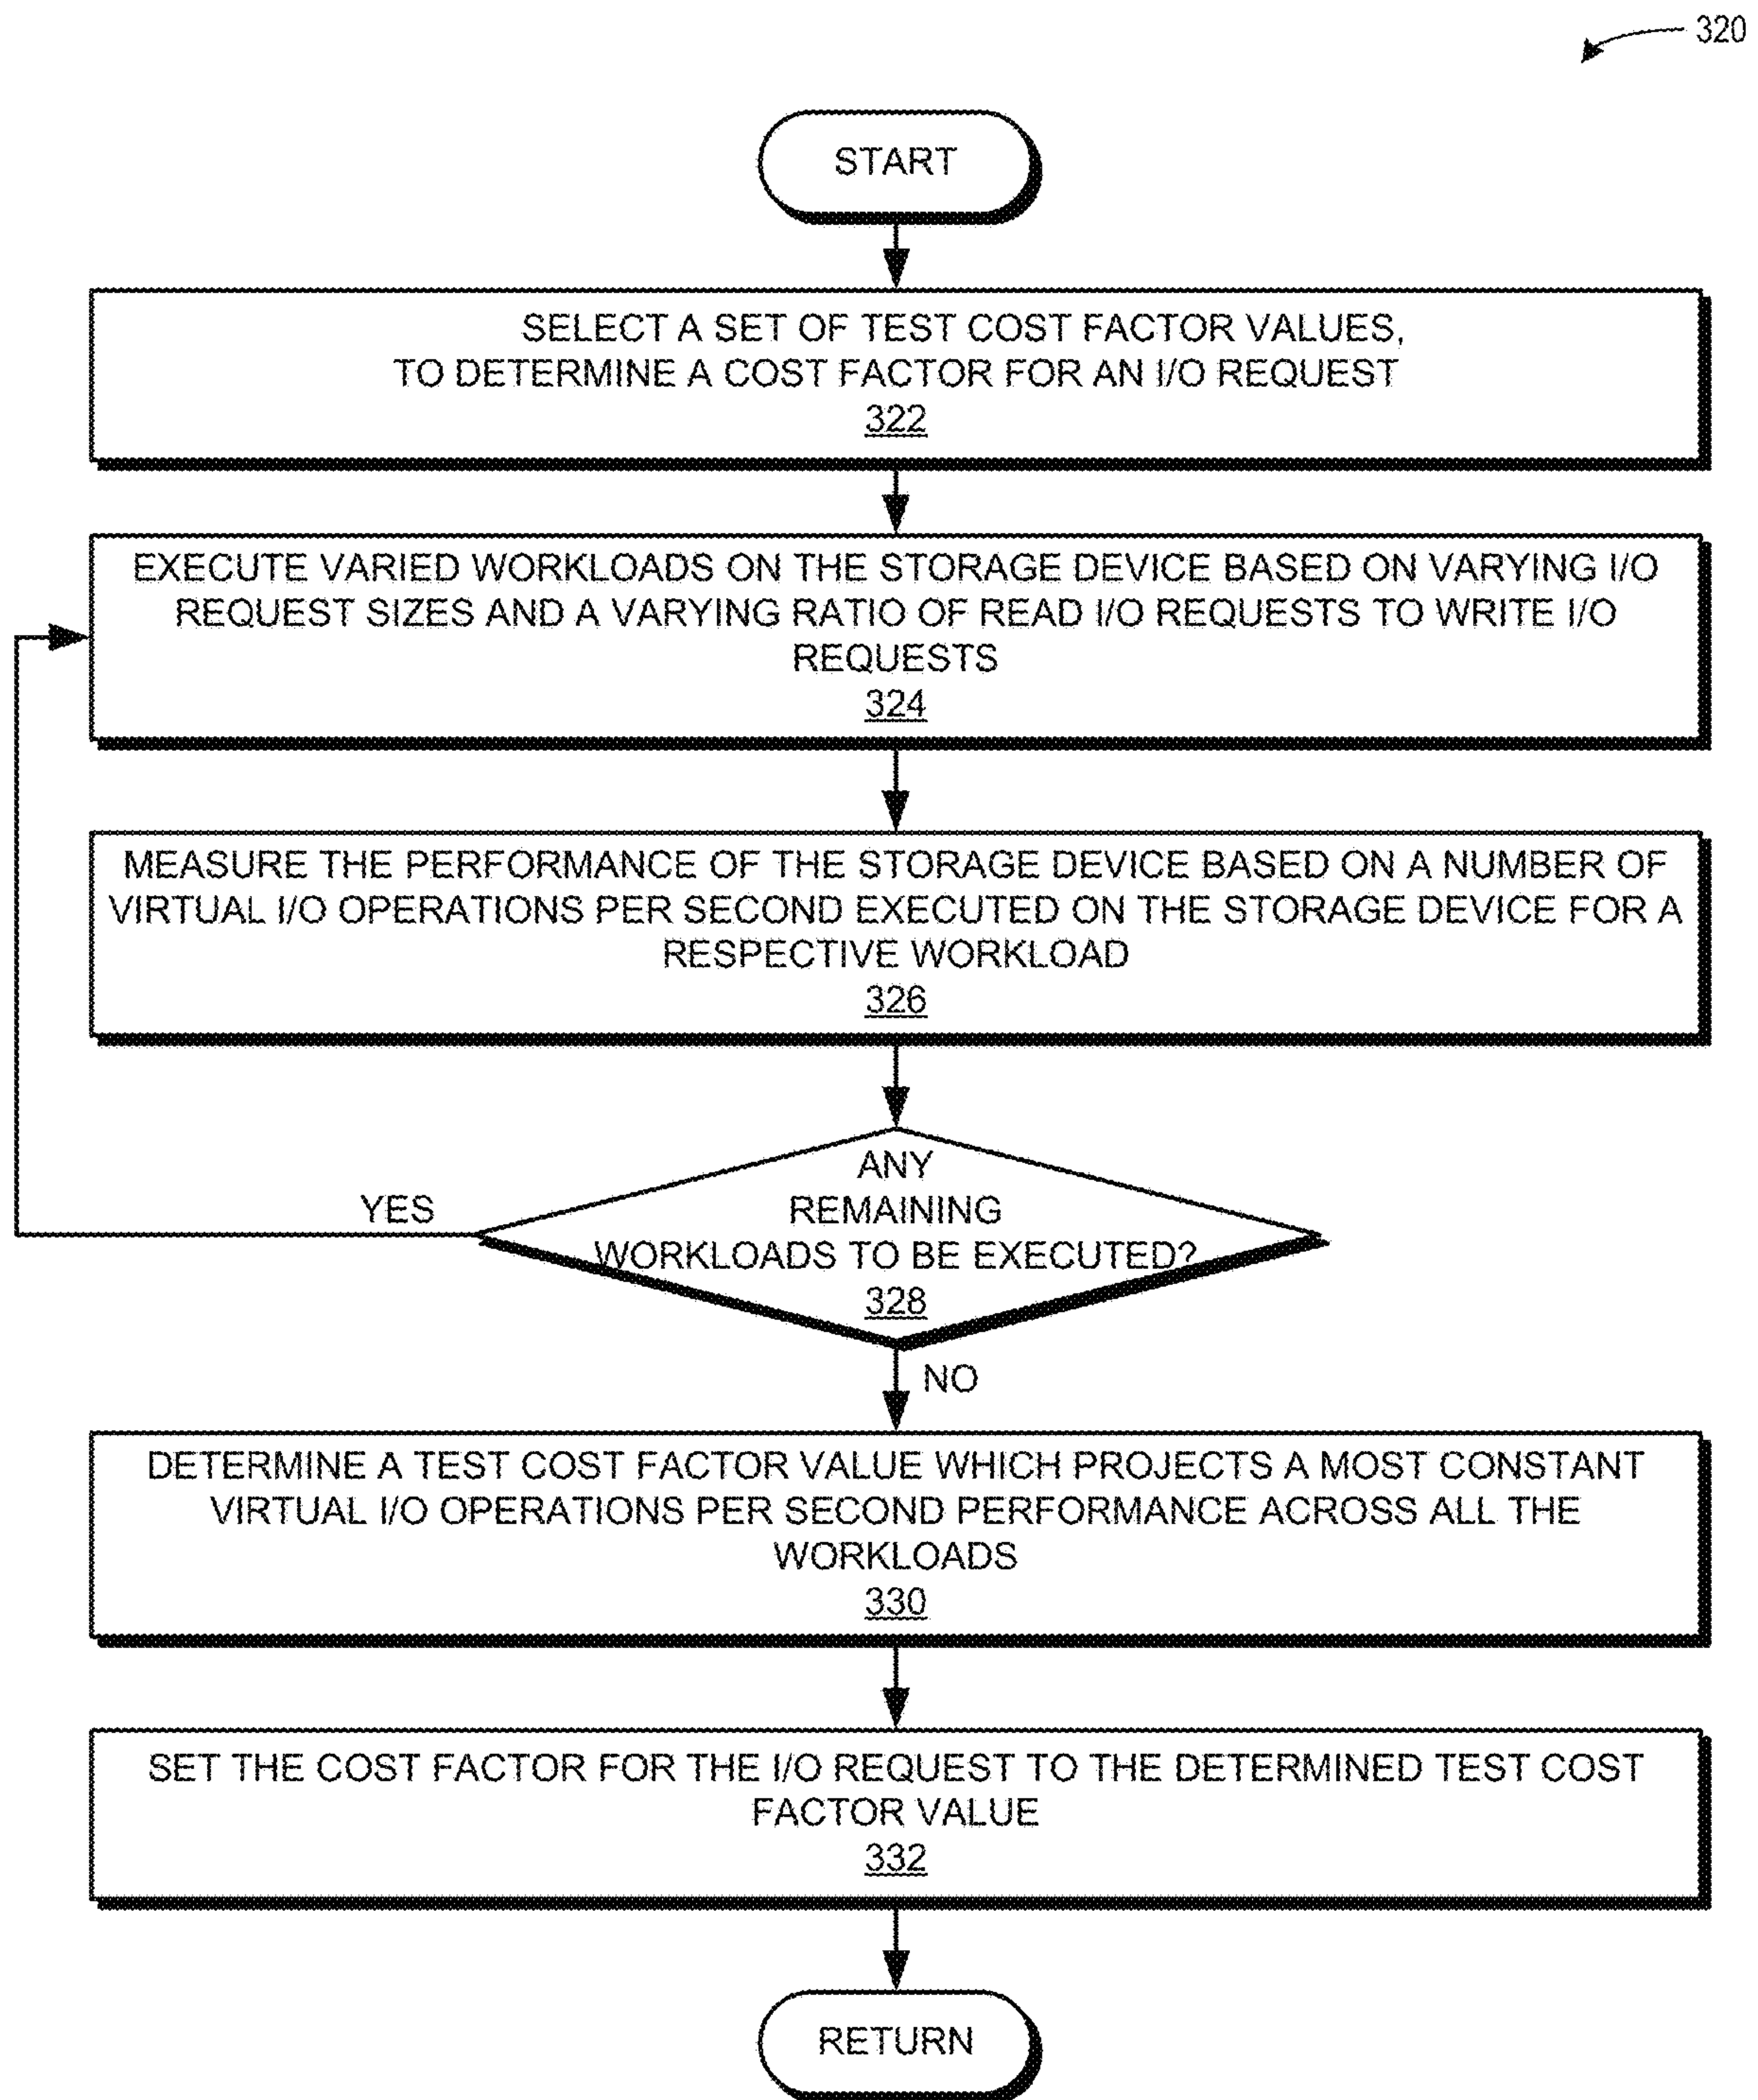 320
START
SELECT A SET OF TEST COST FACTOR VALUES,
TO DETERMINE A COST FACTOR FOR AN I/O REQUEST
322
EXECUTE VARIED WORKLOADS ON THE STORAGE DEVICE BASED ON VARYING I/O
REQUEST SIZES AND A VARYING RATIO OF READ I/O REQUESTS TO WRITE I/O
REQUESTS
324
MEASURE THE PERFORMANCE OF THE STORAGE DEVICE BASED ON A NUMBER OF
VIRTUAL I/O OPERATIONS PER SECOND EXECUTED ON THE STORAGE DEVICE FOR A
RESPECTIVE WORKLOAD
326
ANY
REMAINING
WORKLOADS TO BE EXECUTED?
328
YES
NO
DETERMINE A TEST COST FACTOR VALUE WHICH PROJECTS A MOST CONSTANT
VIRTUAL I/O OPERATIONS PER SECOND PERFORMANCE ACROSS ALL THE
WORKLOADS
330
SET THE COST FACTOR FOR THE I/O REQUEST TO THE DETERMINED TEST COST
FACTOR VALUE
332
RETURN